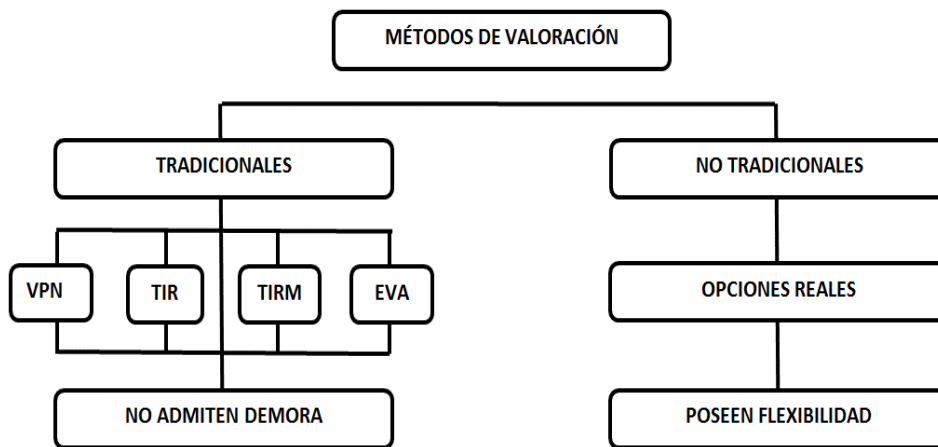 MÉTODOS DE VALORACIÓN
TRADICIONALES
NO TRADICIONALES
VPN
TIR
TIRM
EVA
OPCIONES REALES
NO ADMITEN DEMORA
POSEEN FLEXIBILIDAD